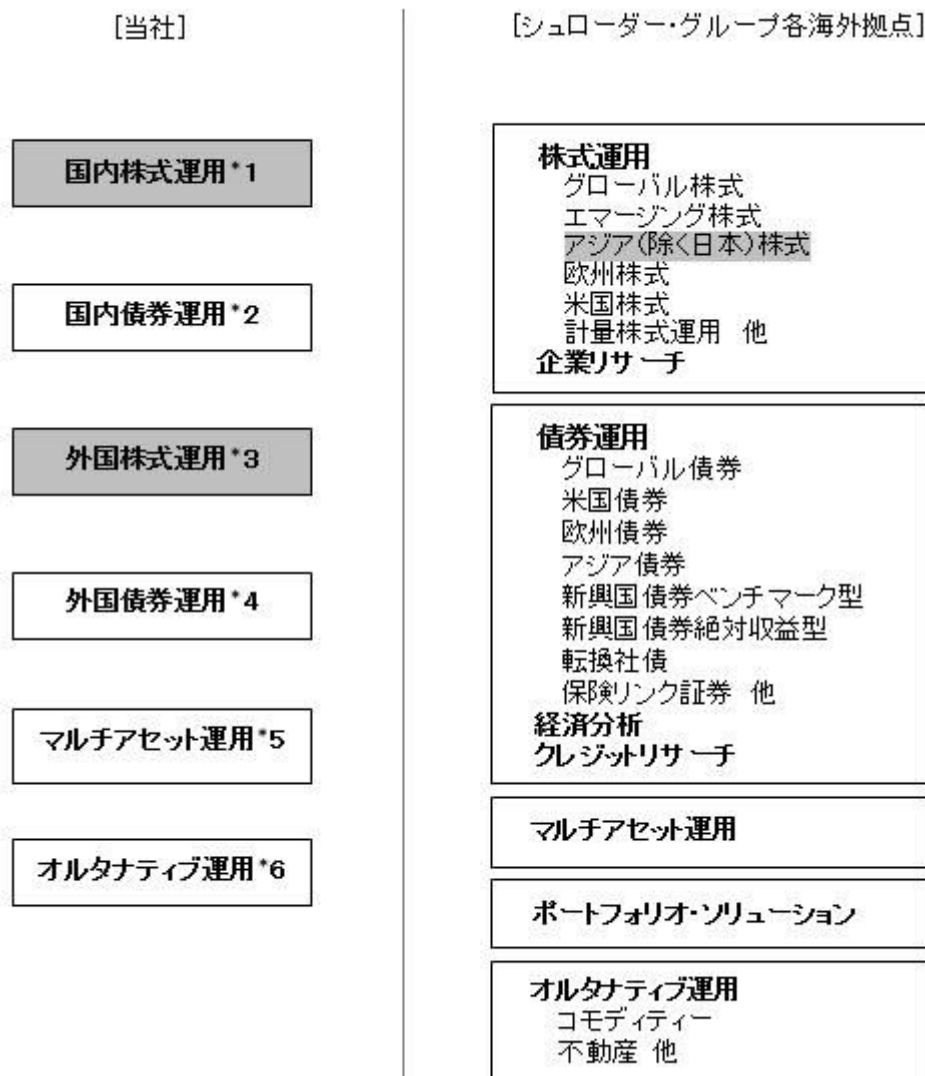 [当社]
国内株式運用*1
国内債券運用*2
外国株式運用*3
外国債券運用*4
マルチアセット運用*5
オルタナティブ運用*6
[シュローダー・グループ各海外拠点]
株式運用
グローバル株式
エマージング株式
アジア(除く日本)株式
欧州株式
米国株式
計量株式運用 他
企業リサーチ
債券運用
グローバル債券
米国債券
欧州債券
アジア債券
新興国債券ベンチマーク型
新興国債券絶対収益型
転換社債
保険リンク証券 他
経済分析
クレジットリサーチ
マルチアセット運用
ポートフォリオ・ソリューション
オルタナティブ運用
コモディティー
不動産 他